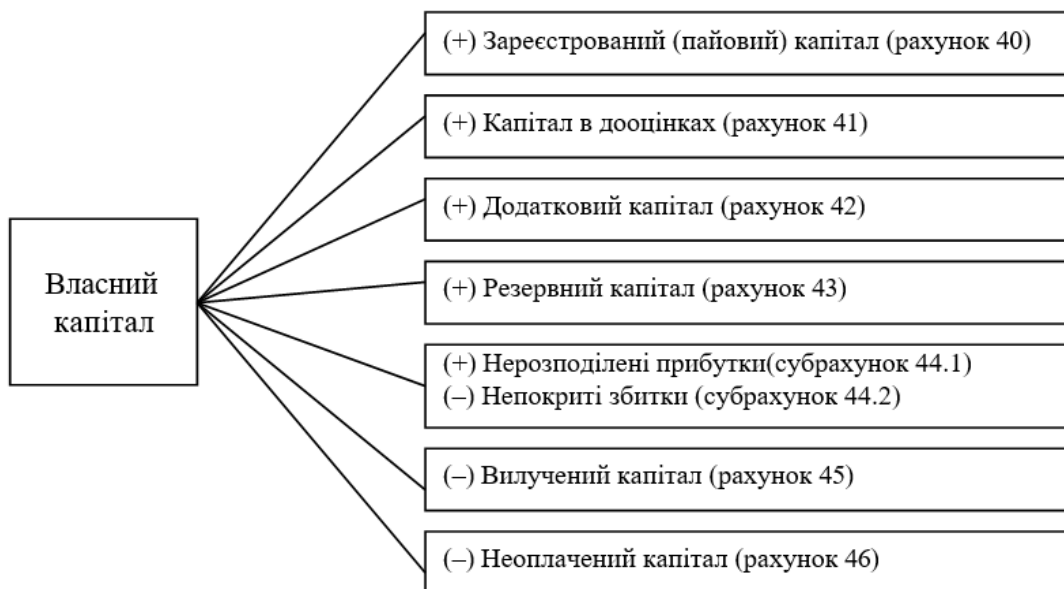 (+) Зареєстрований (пайовий) капітал (рахунок 40)
(+) Капітал в дооцінках (рахунок 41)
(+) Додатковий капітал (рахунок 42)
Власний
капітал
(+) Резервний капітал (рахунок 43)
(+) Нерозподілені прибутки(субрахунок 44.1)
(–) Непокриті збитки (субрахунок 44.2)
(–) Вилучений капітал (рахунок 45)
(–) Неоплачений капітал (рахунок 46)